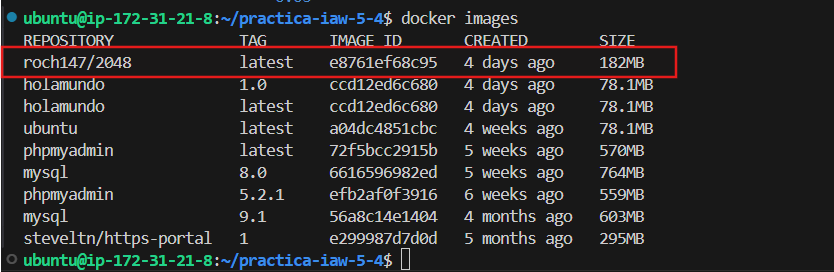 ubuntu@ip-172-31-21-8:~/practica-iaw-5-4$ docker images
REPOSITORY TAG IMAGE ID CREATED SIZE
roch147/2048 latest e8761ef68c95 4 days ago 182MB
holamundo 1.0 ccd12ed6c680 4 days ago 78.1MB
holamundo latest ccd12ed6c680 4 days ago 78.1MB
ubuntu latest a04dc4851cbc 4 weeks ago 78.1MB
phpmyadmin latest 72f5bcc2915b 5 weeks ago 570MB
mysql 8.0 6616596982ed 5 weeks ago 764MB
phpmyadmin 5.2.1 efb2af0f3916 6 weeks ago 559MB
mysql 9.1 56a8c14e1404 4 months ago 603MB
steveltn/https-portal 1 e299987d7d0d 5 months ago 295MB
ubuntu@ip-172-31-21-8:~/practica-iaw-5-4$